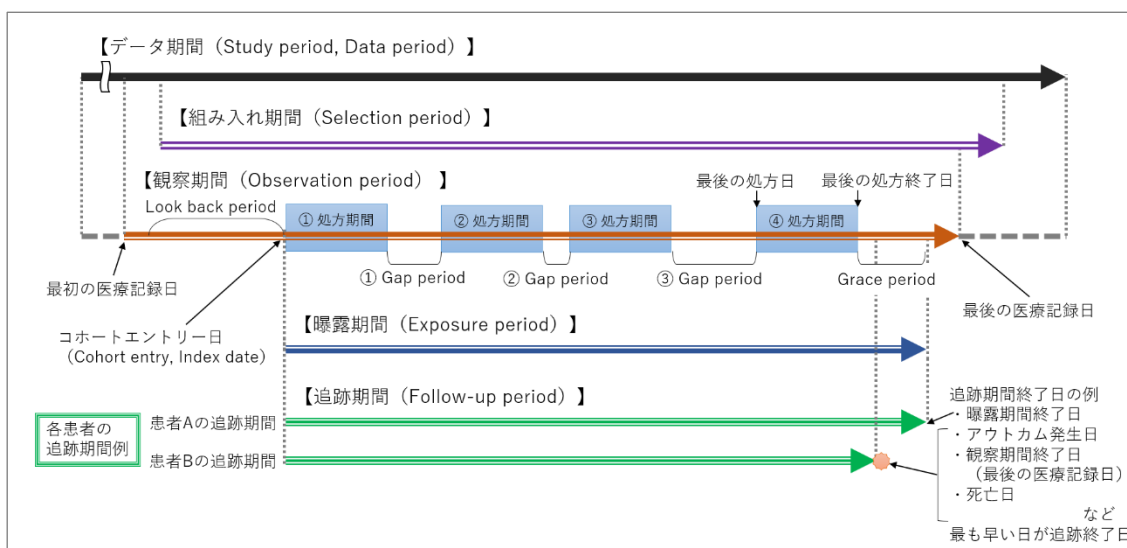 【データ期間（Study period, Data period）】
【組み入れ期間（Selection period）】
【観察期間（Observation period）】
最後の処方日
最後の処方終了日
Look back period
① 処方期間
② 処方期間
③ 処方期間
④ 処方期間
① Gap period
② Gap period
③ Gap period
Grace period
最初の医療記録日
最後の医療記録日
コホートエントリー日
（Cohort entry, Index date）
【曝露期間（Exposure period）】
【追跡期間（Follow-up period）】
各患者の
追跡期間例
患者Aの追跡期間
患者Bの追跡期間
追跡期間終了日の例
・曝露期間終了日
・アウトカム発生日
・観察期間終了日
（最後の医療記録日）
・死亡日
など
最も早い日が追跡終了日